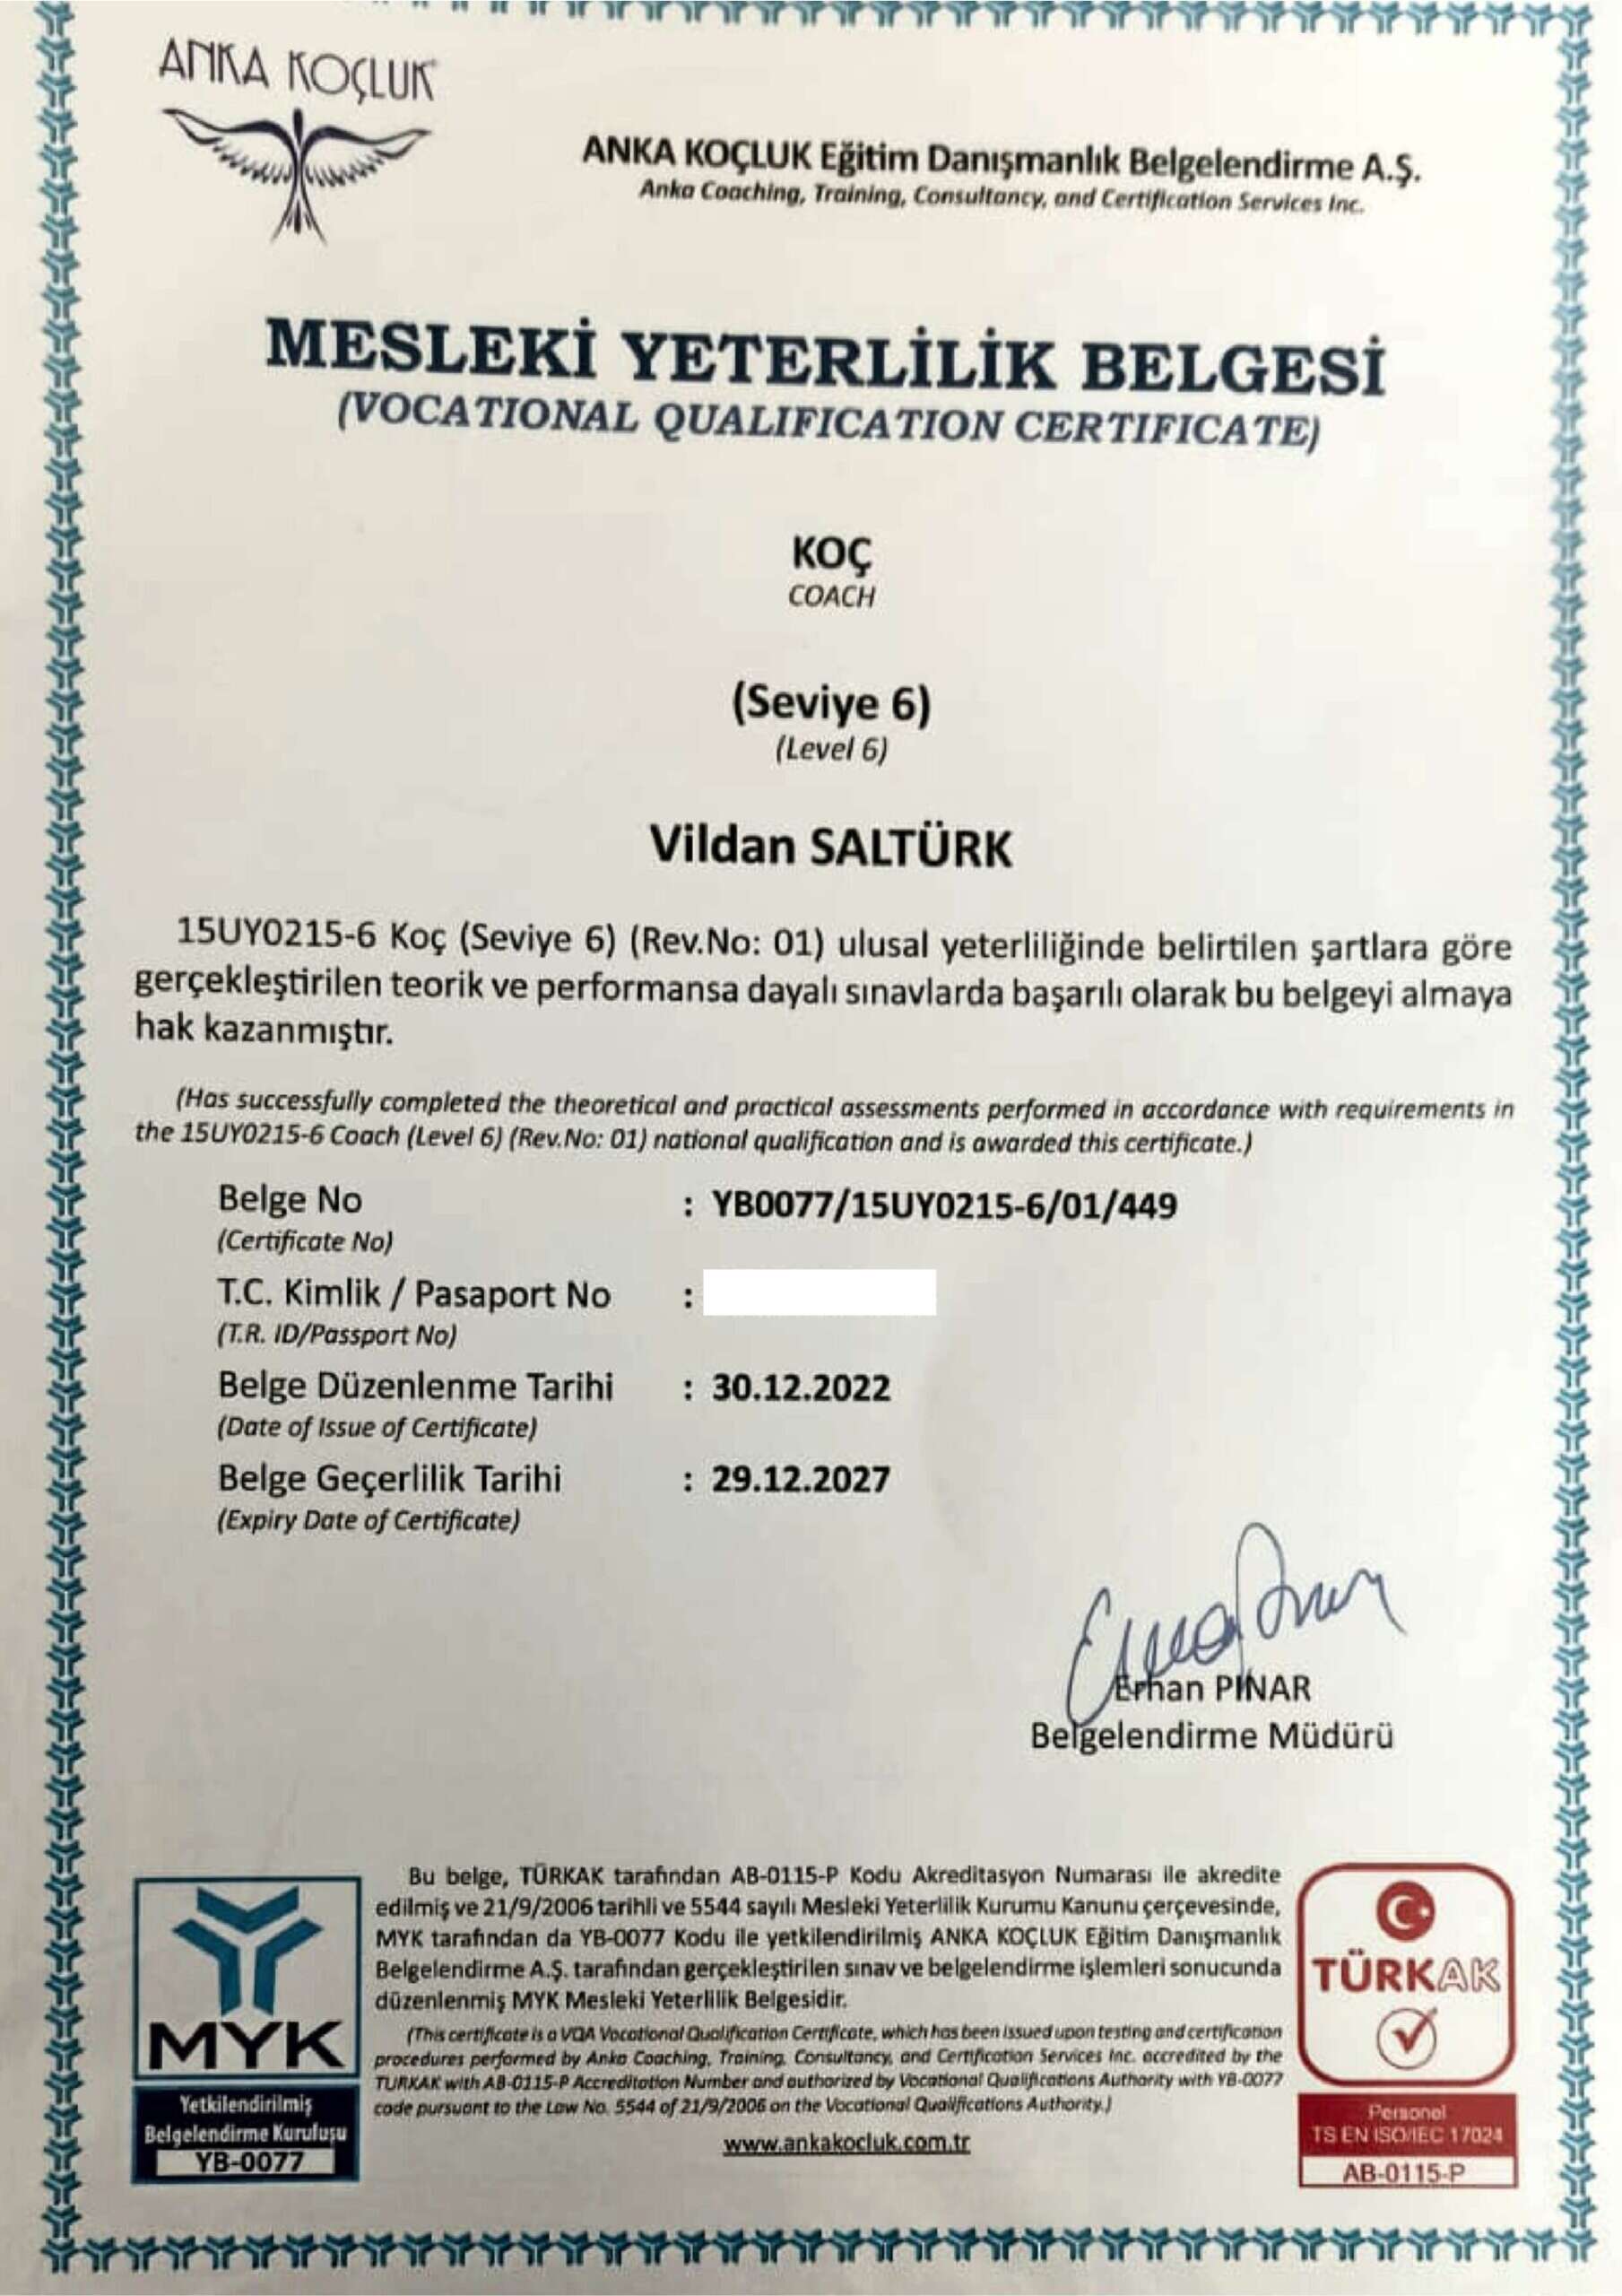 ANKA KOÇLUK
ANKA KOÇLUK Eğitim Danışmanlık Belgelendirme A.Ş.
Anka Coaching, Training, Consultancy, and Certification Services Inc.
MESLEKİ YETERLİLİK BELGESİ
(VOCATIONAL QUALIFICATION CERTIFICATE)
KOÇ
COACH
(Seviye 6)
(Level 6)
Vildan SALTÜRK
15UY0215-6 Koç (Seviye 6) (Rev.No: 01) ulusal yeterliliğinde belirtilen şartlara göre
gerçekleştirilen teorik ve performansa dayalı sınavlarda başarılı olarak bu belgeyi almaya
hak kazanmıştır.
(Has successfully completed the theoretical and practical assessments performed in accordance with requirements in
the 15UY0215-6 Coach (Level 6) (Rev.No: 01) national qualification and is awarded this certificate.)
Belge No : YB0077/15UY0215-6/01/449
(Certificate No)
T.C. Kimlik / Pasaport No :
(T.R. ID/Passport No)
Belge Düzenlenme Tarihi : 30.12.2022
(Date of Issue of Certificate)
Belge Geçerlilik Tarihi : 29.12.2027
(Expiry Date of Certificate)
Erhan PINAR
Belgelendirme Müdürü
Bu belge, TÜRKAK tarafından AB-0115-P Kodu Akreditasyon Numarası ile akredite
edilmiş ve 21/9/2006 tarihli ve 5544 sayılı Mesleki Yeterlilik Kurumu Kanunu çerçevesinde,
MYK tarafından da YB-0077 Kodu ile yetkilendirilmiş ANKA KOÇLUK Eğitim Danışmanlık
Belgelendirme A.Ş. tarafından gerçekleştirilen sınav ve belgelendirme işlemleri sonucunda
düzenlenmiş MYK Mesleki Yeterlilik Belgesidir.
(This certificate is a VQA Vocational Qualification Certificate, which has been issued upon testing and certification
procedures performed by Anka Coaching, Training, Consultancy, and Certification Services Inc. accredited by the
TURKAK with AB-0115-P Accreditation Number and authorized by Vocational Qualifications Authority with YB-0077
code pursuant to the Law No. 5544 of 21/9/2006 on the Vocational Qualifications Authority.)
www.ankakocluk.com.tr
MYK
Yetkilendirilmiş
Belgelendirme Kuruluşu
YB-0077
TÜRKAK
Personel
TS EN ISO/IEC 17024
AB-0115-P